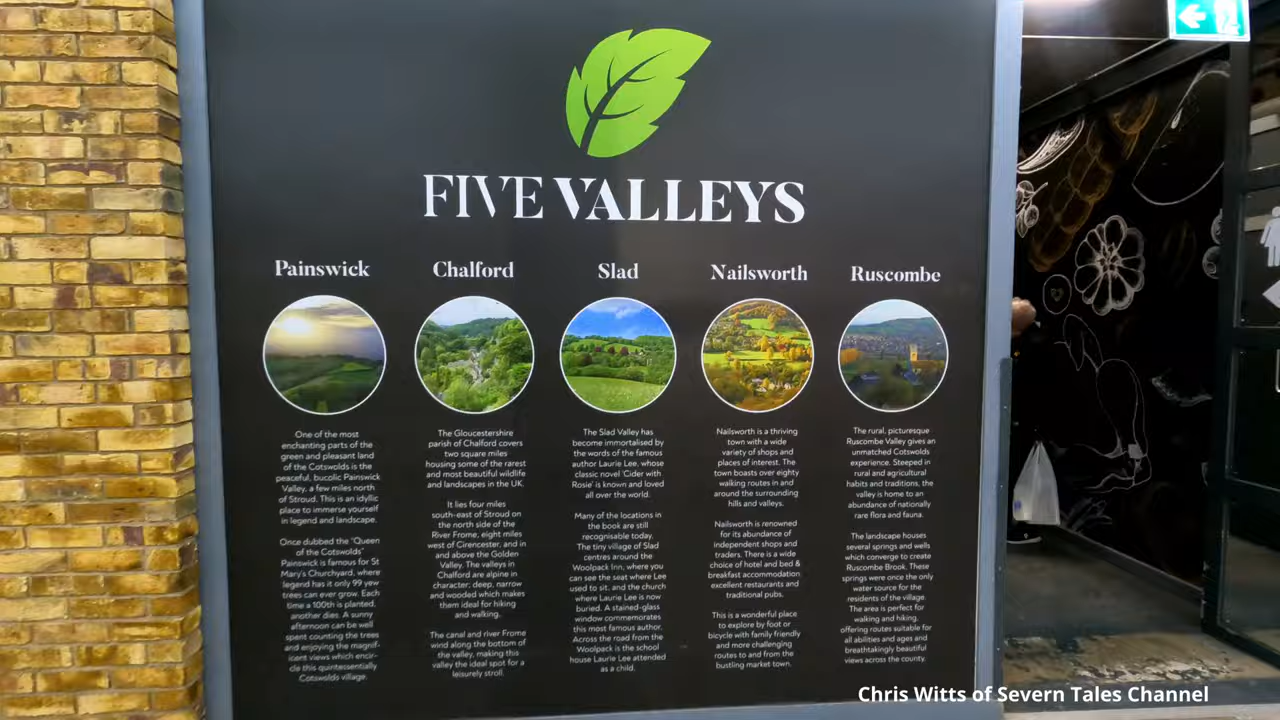 FIVE VALLEYS
Painswick
One of the most
enchanting parts of the
green and pleasant land
of the Cotswolds is the
peaceful, bucolic Painswick
Valley, a few miles north
of Stroud. This is an idyllic
place to immerse yourself
in legend and landscape.
Once dubbed the "Queen
of the Cotswolds"
Painswick is famous for St
Mary's Churchyard, where
legend has it only 99 yew
trees can ever grow. Each
time a 100th is planted,
another dies. A sunny
afternoon can be well
spent counting the trees
and enjoying the magnif-
icent views which encir-
cle this quintessentially
Cotswolds village.
Chalford
The Gloucestershire
parish of Chalford covers
two square miles
housing some of the rarest
and most beautiful wildlife
and landscapes in the UK.
It lies four miles
south-east of Stroud on
the north side of the
River Frome, eight miles
west of Cirencester, and in
and above the Golden
Valley. The valleys in
Chalford are alpine in
character; deep, narrow
and wooded which makes
them ideal for hiking
and walking.
The canal and river Frome
wind along the bottom of
the valley, making this
valley the ideal spot for a
leisurely stroll.
Slad
The Slad Valley has
become immortalised by
the words of the famous
author Laurie Lee, whose
classic novel 'Cider with
Rosie' is known and loved
all over the world.
Many of the locations in
the book are still
recognisable today.
The tiny village of Slad
centres around the
Woolpack Inn, where you
can see the seat where Lee
used to sit, and the church
where Laurie Lee is now
buried. A stained-glass
window commemorates
this most famous author.
Across the road from the
Woolpack is the school
house Laurie Lee attended
as a child.
Nailsworth
Nailsworth is a thriving
town with a wide
variety of shops and
places of interest. The
town boasts over eighty
walking routes in and
around the surrounding
hills and valleys.
Nailsworth is renowned
for its abundance of
independent shops and
traders. There is a wide
choice of hotel and bed &
breakfast accommodation
excellent restaurants and
traditional pubs.
This is a wonderful place
to explore by foot or
bicycle with family friendly
and more challenging
routes to and from the
bustling market town.
Ruscombe
The rural, picturesque
Ruscombe Valley gives an
unmatched Cotswolds
experience. Steeped in
rural and agricultural
habits and traditions, the
valley is home to an
abundance of nationally
rare flora and fauna.
The landscape houses
several springs and wells
which converge to create
Ruscombe Brook. These
springs were once the only
water source for the
residents of the village.
The area is perfect for
walking and hiking,
offering routes suitable for
all abilities and ages and
breathtakingly beautiful
views across the county.
Chris Witts of Severn Tales Channel